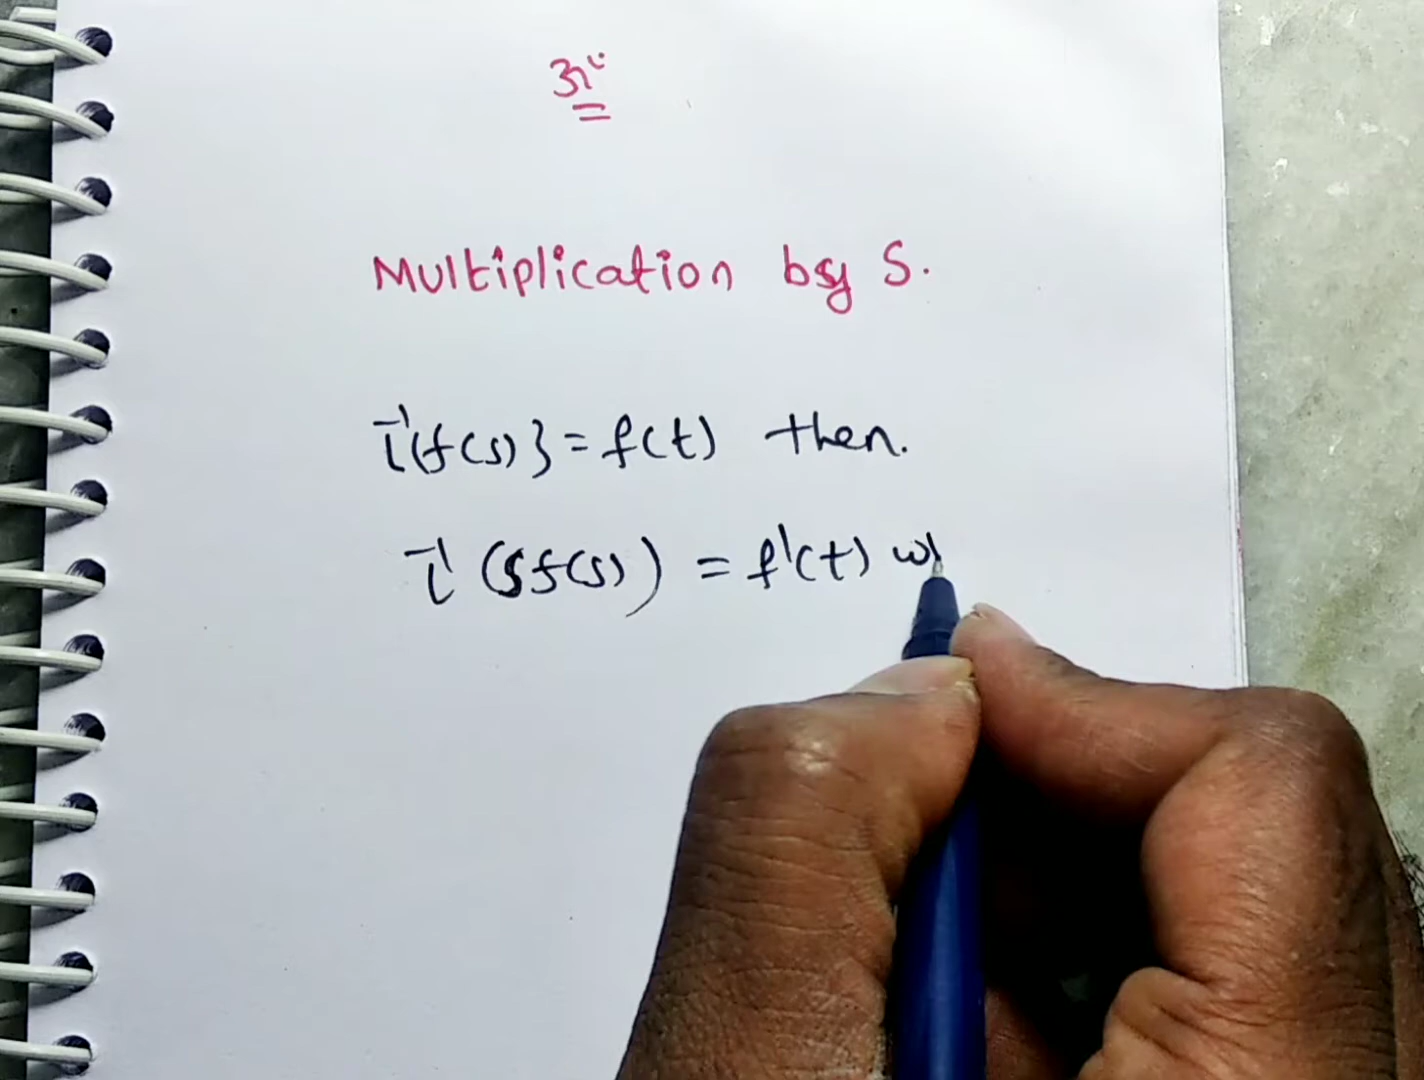 Multiplication by S.
L⁻¹{f(s)} = f(t) then.
L⁻¹(sf(s)) = f'(t)